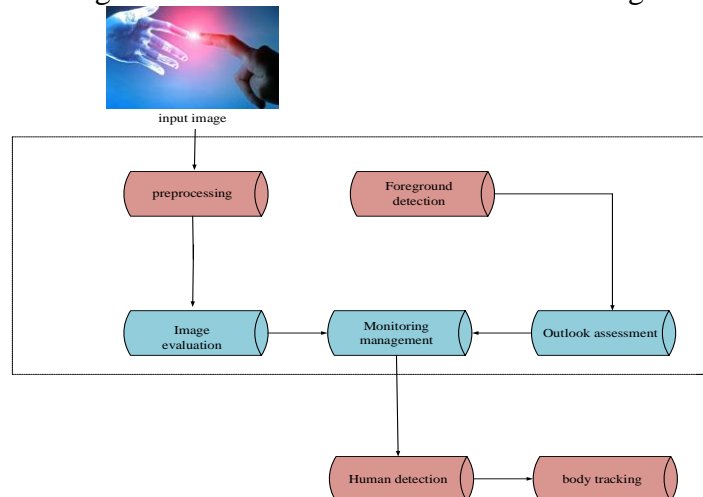 input image
preprocessing
Foreground
detection
Image
evaluation
Monitoring
management
Outlook assessment
Human detection
body tracking